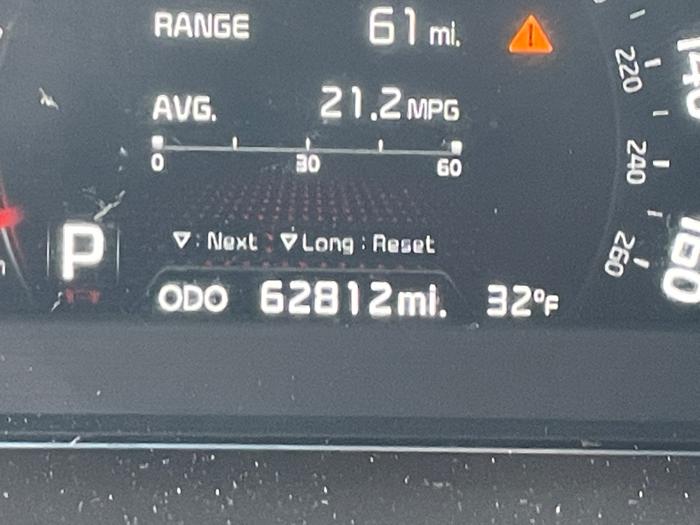 RANGE 61 mi.
220
140
AVG. 21.2 MPG
0 30 60
240
P
▽ : Next ▽ Long : Reset
260
160
ODO 62812 mi. 32°F